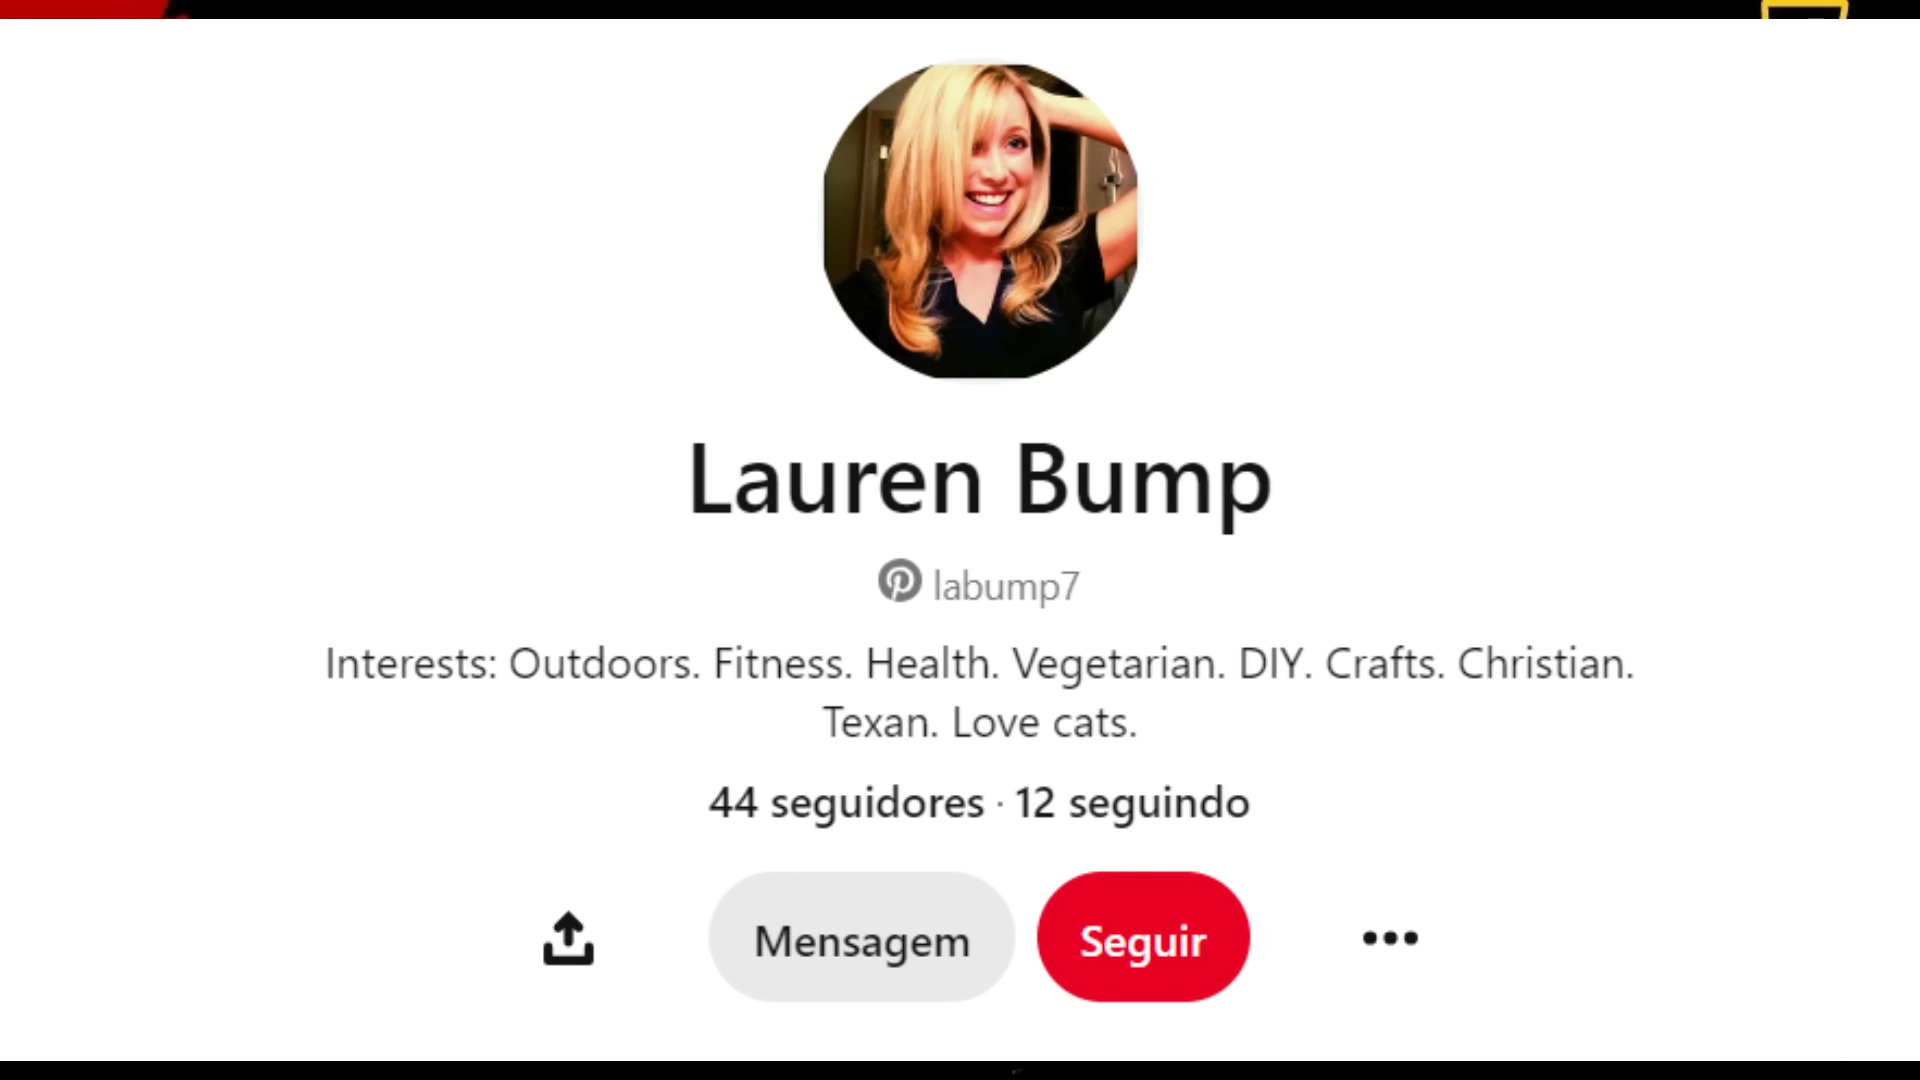 Lauren Bump
labump7
Interests: Outdoors. Fitness. Health. Vegetarian. DIY. Crafts. Christian.
Texan. Love cats.
44 seguidores · 12 seguindo
Mensagem
Seguir